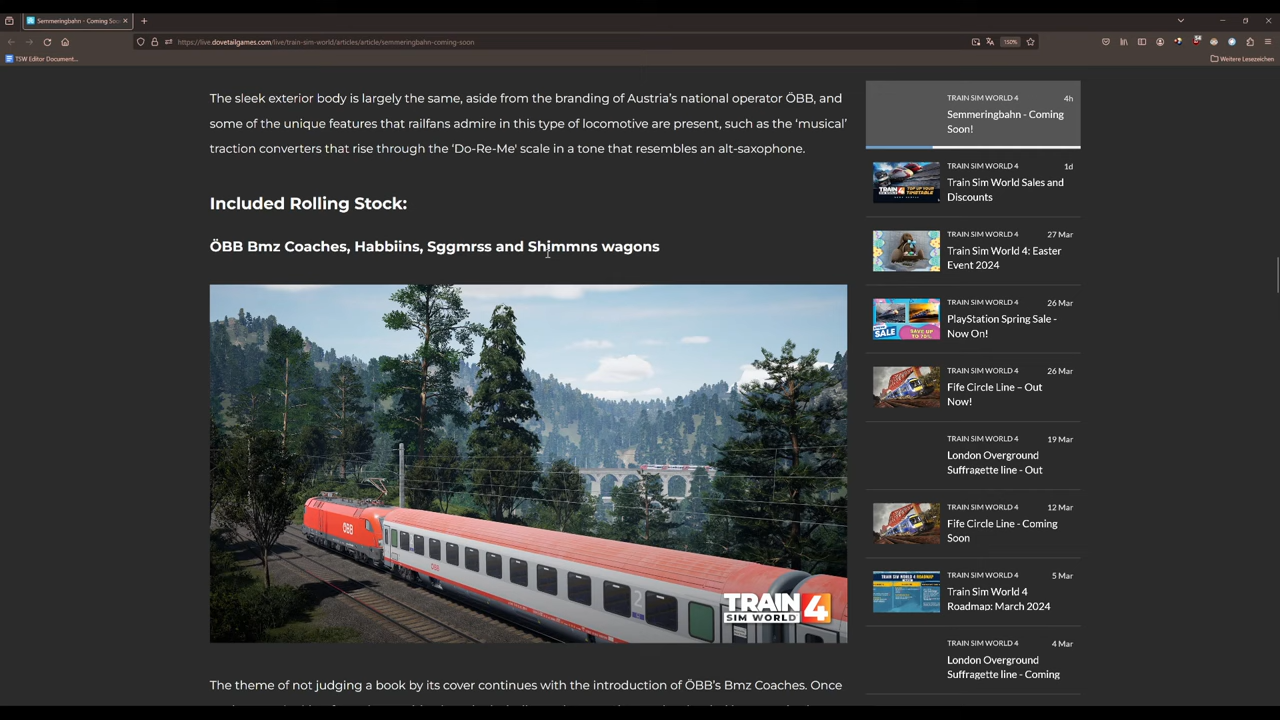 Semmeringbahn - Coming Soo
https://live.dovetailgames.com/live/train-sim-world/articles/article/semmeringbahn-coming-soon
150%
TSW Editor Document...
Weitere Lesezeichen
The sleek exterior body is largely the same, aside from the branding of Austria's national operator ÖBB, and
some of the unique features that railfans admire in this type of locomotive are present, such as the 'musical'
traction converters that rise through the 'Do-Re-Me' scale in a tone that resembles an alt-saxophone.
Included Rolling Stock:
ÖBB Bmz Coaches, Habbiins, Sggmrss and Shimmns wagons
ÖBB
ÖBB
2
TRAIN
SIM WORLD 4
The theme of not judging a book by its cover continues with the introduction of ÖBB's Bmz Coaches. Once
TRAIN SIM WORLD 4 4h
Semmeringbahn - Coming
Soon!
TRAIN SIM WORLD 4 1d
Train Sim World Sales and
Discounts
TRAIN SIM WORLD 4 27 Mar
Train Sim World 4: Easter
Event 2024
TRAIN SIM WORLD 4 26 Mar
PlayStation Spring Sale -
Now On!
SALE
SAVE UP
TO 70%
TRAIN SIM WORLD 4 26 Mar
Fife Circle Line – Out
Now!
TRAIN SIM WORLD 4 19 Mar
London Overground
Suffragette line - Out
TRAIN SIM WORLD 4 12 Mar
Fife Circle Line - Coming
Soon
TRAIN SIM WORLD 4 5 Mar
Train Sim World 4
Roadmap: March 2024
TRAIN SIM WORLD 4 4 Mar
London Overground
Suffragette line - Coming